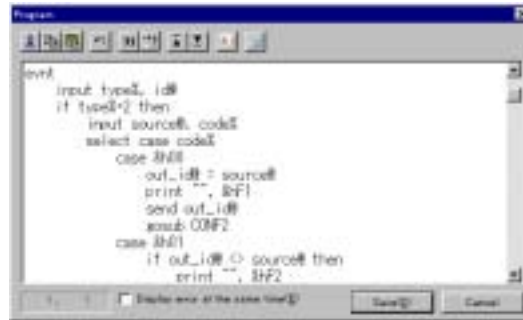 Program
evnt
input type%, id@
if type%=2 then
input source@, code%
select case code%
case &h00
out_id@ = source@
print "", &hF1
send out_id@
gosub CONF2
case &h01
if out_id@ <> source@ then
print "", &hF2
Display error at the same time
Save
Cancel